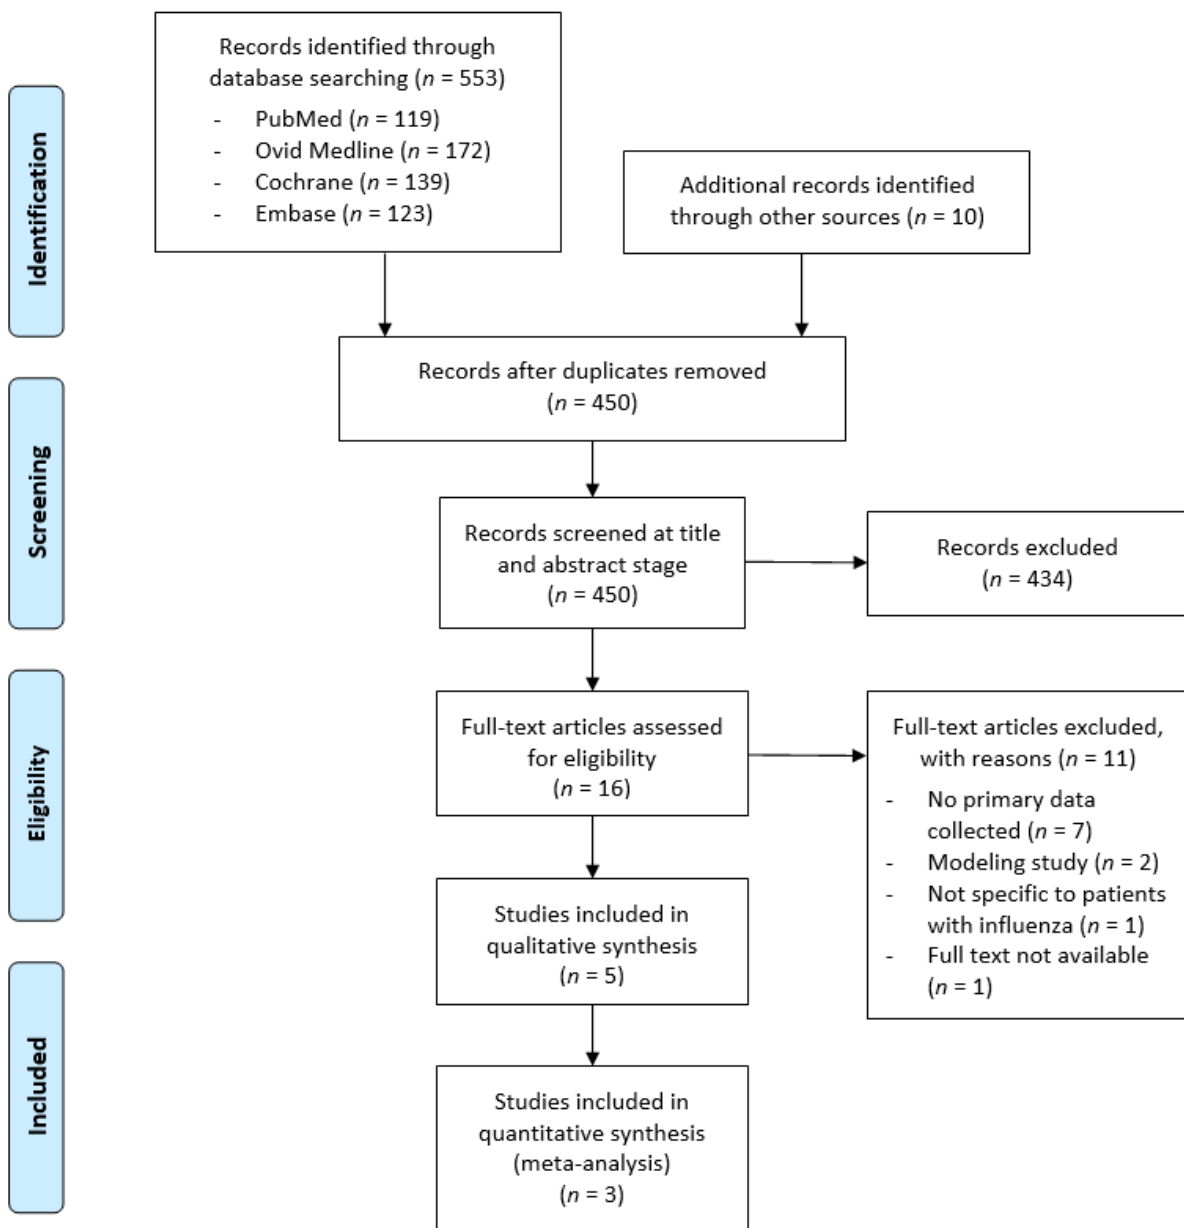 Identification
Records identified through
database searching (n = 553)
- PubMed (n = 119)
- Ovid Medline (n = 172)
- Cochrane (n = 139)
- Embase (n = 123)
Additional records identified
through other sources (n = 10)
Records after duplicates removed
(n = 450)
Screening
Records screened at title
and abstract stage
(n = 450)
Records excluded
(n = 434)
Eligibility
Full-text articles assessed
for eligibility
(n = 16)
Full-text articles excluded,
with reasons (n = 11)
- No primary data
collected (n = 7)
- Modeling study (n = 2)
- Not specific to patients
with influenza (n = 1)
- Full text not available
(n = 1)
Studies included in
qualitative synthesis
(n = 5)
Included
Studies included in
quantitative synthesis
(meta-analysis)
(n = 3)